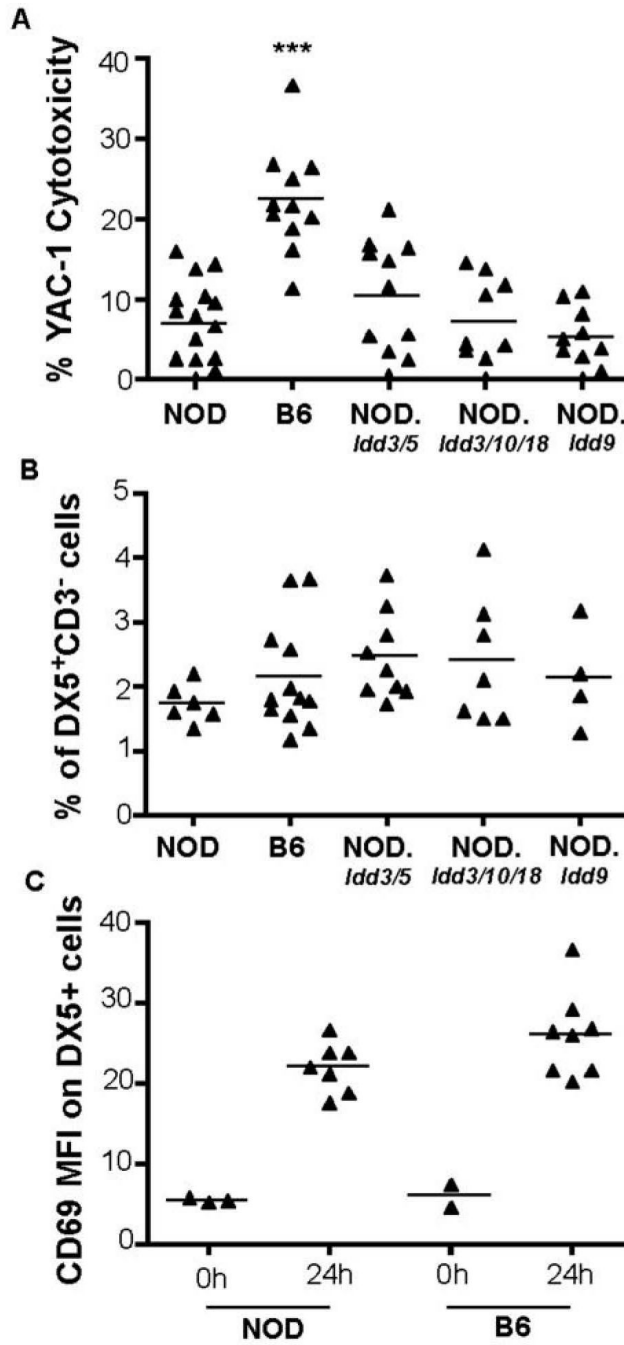 A
% YAC-1 Cytotoxicity
***
40
30
20
10
0
NOD B6 NOD. NOD. NOD.
Idd3/5 Idd3/10/18 Idd9
B
% of DX5+CD3- cells
5
4
3
2
1
0
NOD B6 NOD. NOD. NOD.
Idd3/5 Idd3/10/18 Idd9
C
CD69 MFI on DX5+ cells
40
30
20
10
0
0h 24h 0h 24h
NOD B6